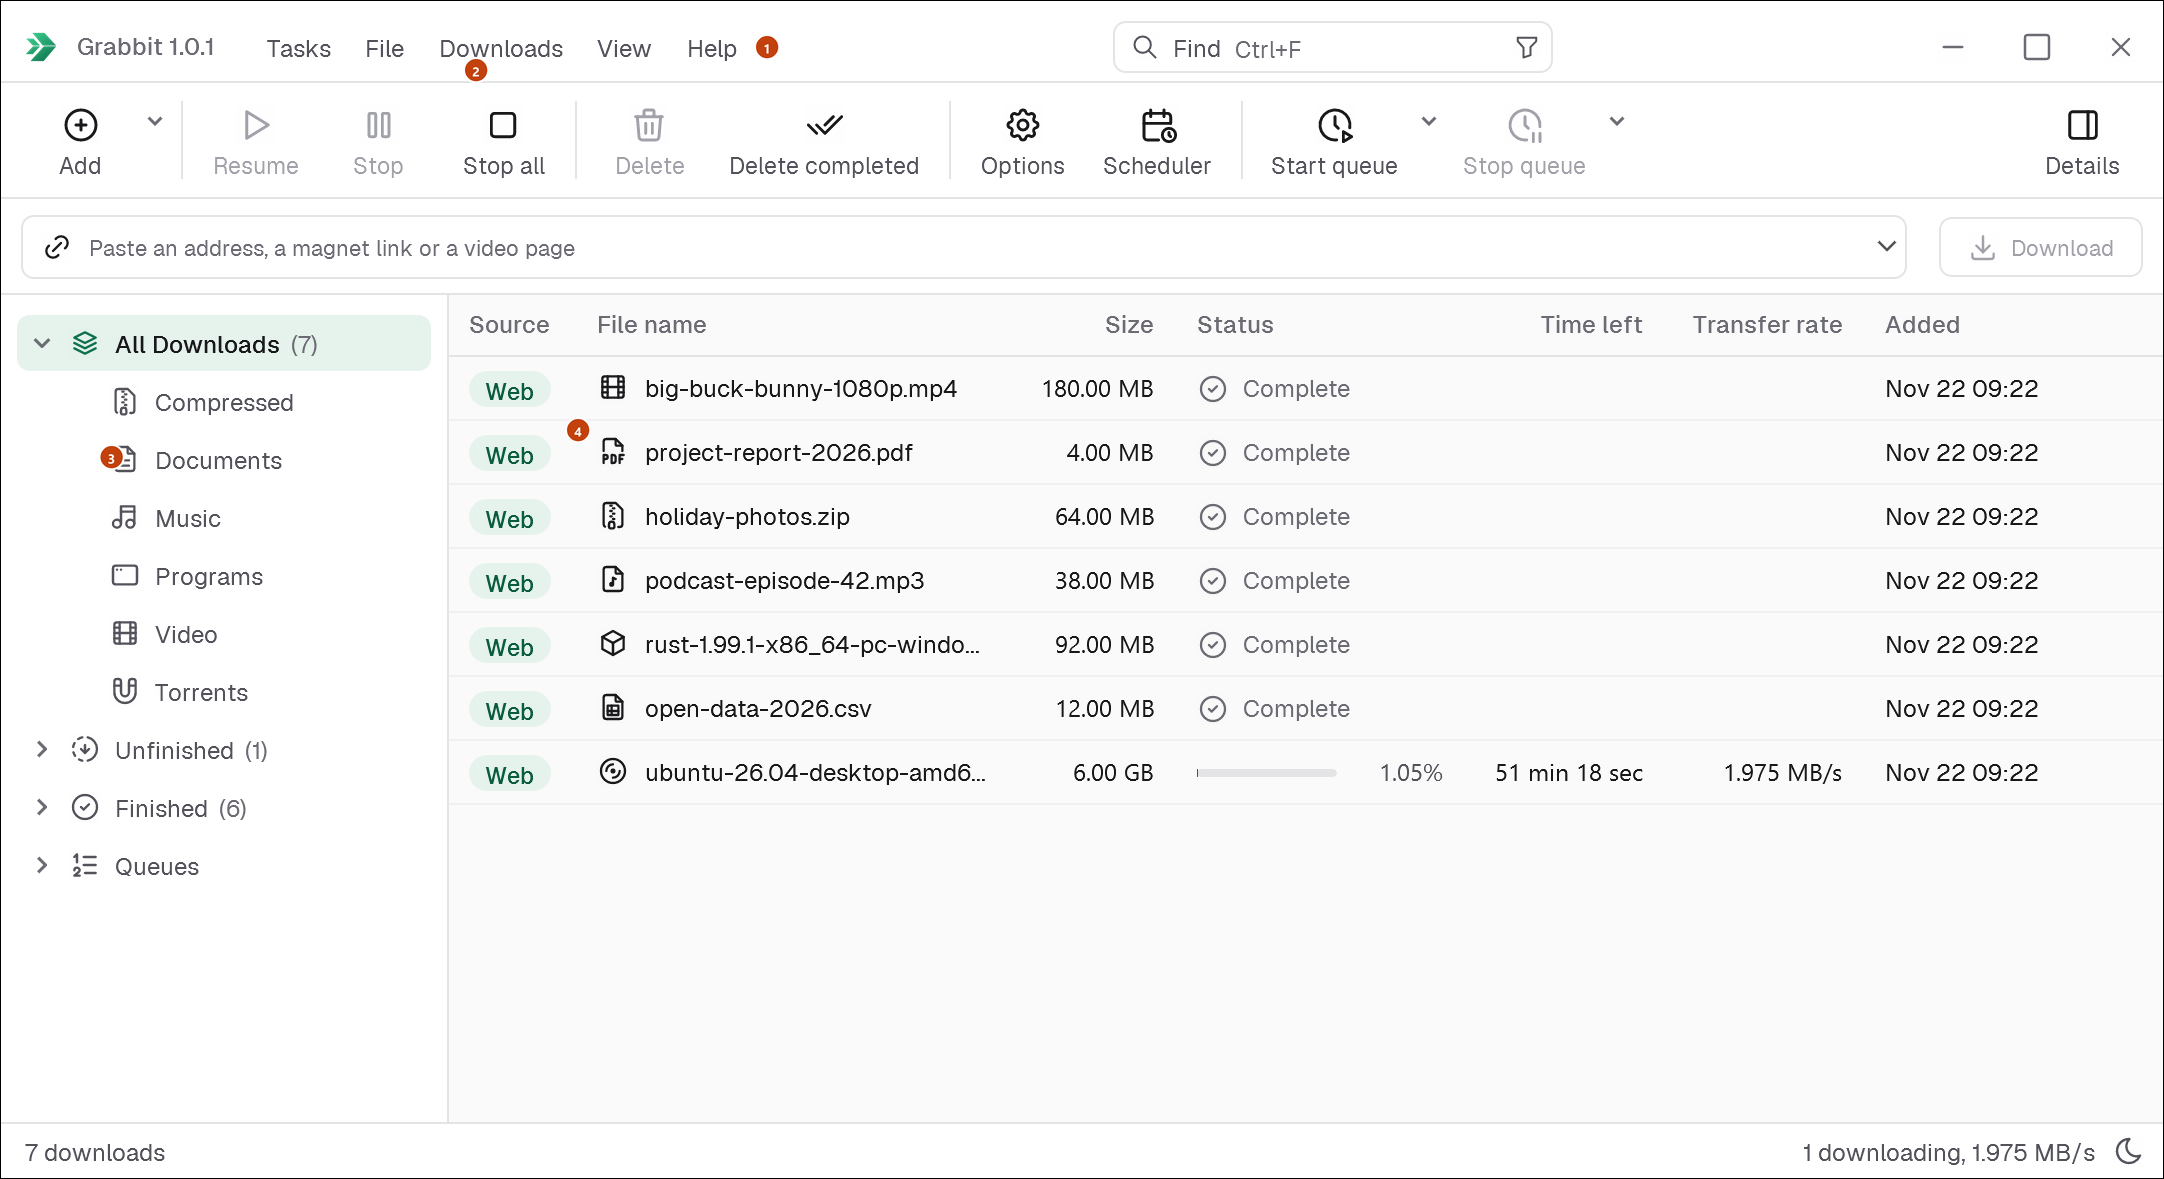 Grabbit 1.0.1 Tasks File Downloads View Help 1 Find Ctrl+F
2
Add Resume Stop Stop all Delete Delete completed Options Scheduler Start queue Stop queue Details
Paste an address, a magnet link or a video page Download
All Downloads (7)
Compressed
3 Documents
Music
Programs
Video
Torrents
Unfinished (1)
Finished (6)
Queues
Source File name Size Status Time left Transfer rate Added
Web big-buck-bunny-1080p.mp4 180.00 MB Complete Nov 22 09:22
4
Web PDF project-report-2026.pdf 4.00 MB Complete Nov 22 09:22
Web holiday-photos.zip 64.00 MB Complete Nov 22 09:22
Web podcast-episode-42.mp3 38.00 MB Complete Nov 22 09:22
Web rust-1.99.1-x86_64-pc-windo... 92.00 MB Complete Nov 22 09:22
Web open-data-2026.csv 12.00 MB Complete Nov 22 09:22
Web ubuntu-26.04-desktop-amd6... 6.00 GB 1.05% 51 min 18 sec 1.975 MB/s Nov 22 09:22
7 downloads 1 downloading, 1.975 MB/s